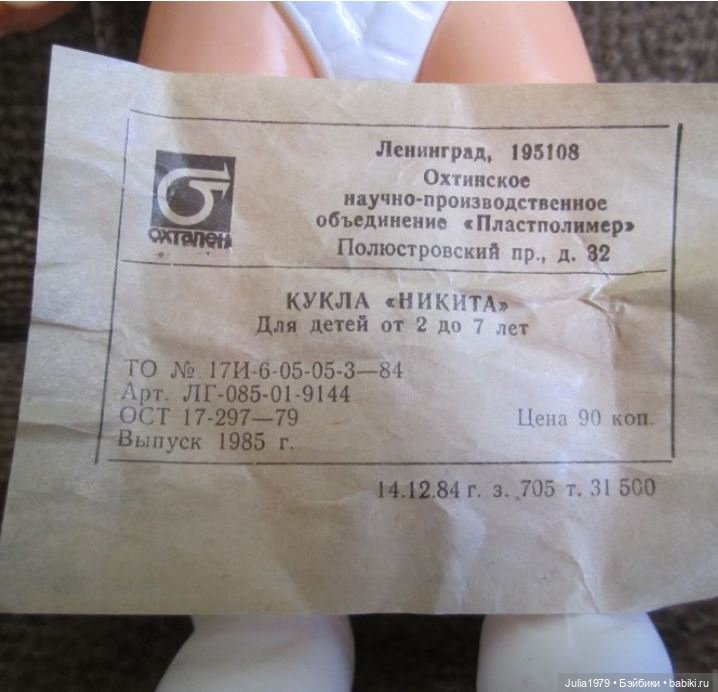 Ленинград, 195108
Охтинское
научно-производственное
объединение «Пластполимер»
Полюстровский пр., д. 32
охтален
КУКЛА «НИКИТА»
Для детей от 2 до 7 лет
ТО № 17И-6-05-05-3—84
Арт. ЛГ-085-01-9144
ОСТ 17-297—79
Цена 90 коп.
Выпуск 1985 г.
14.12.84 г. з. 705 т. 31 500
Julia1979 • Бэйбики • babiki.ru